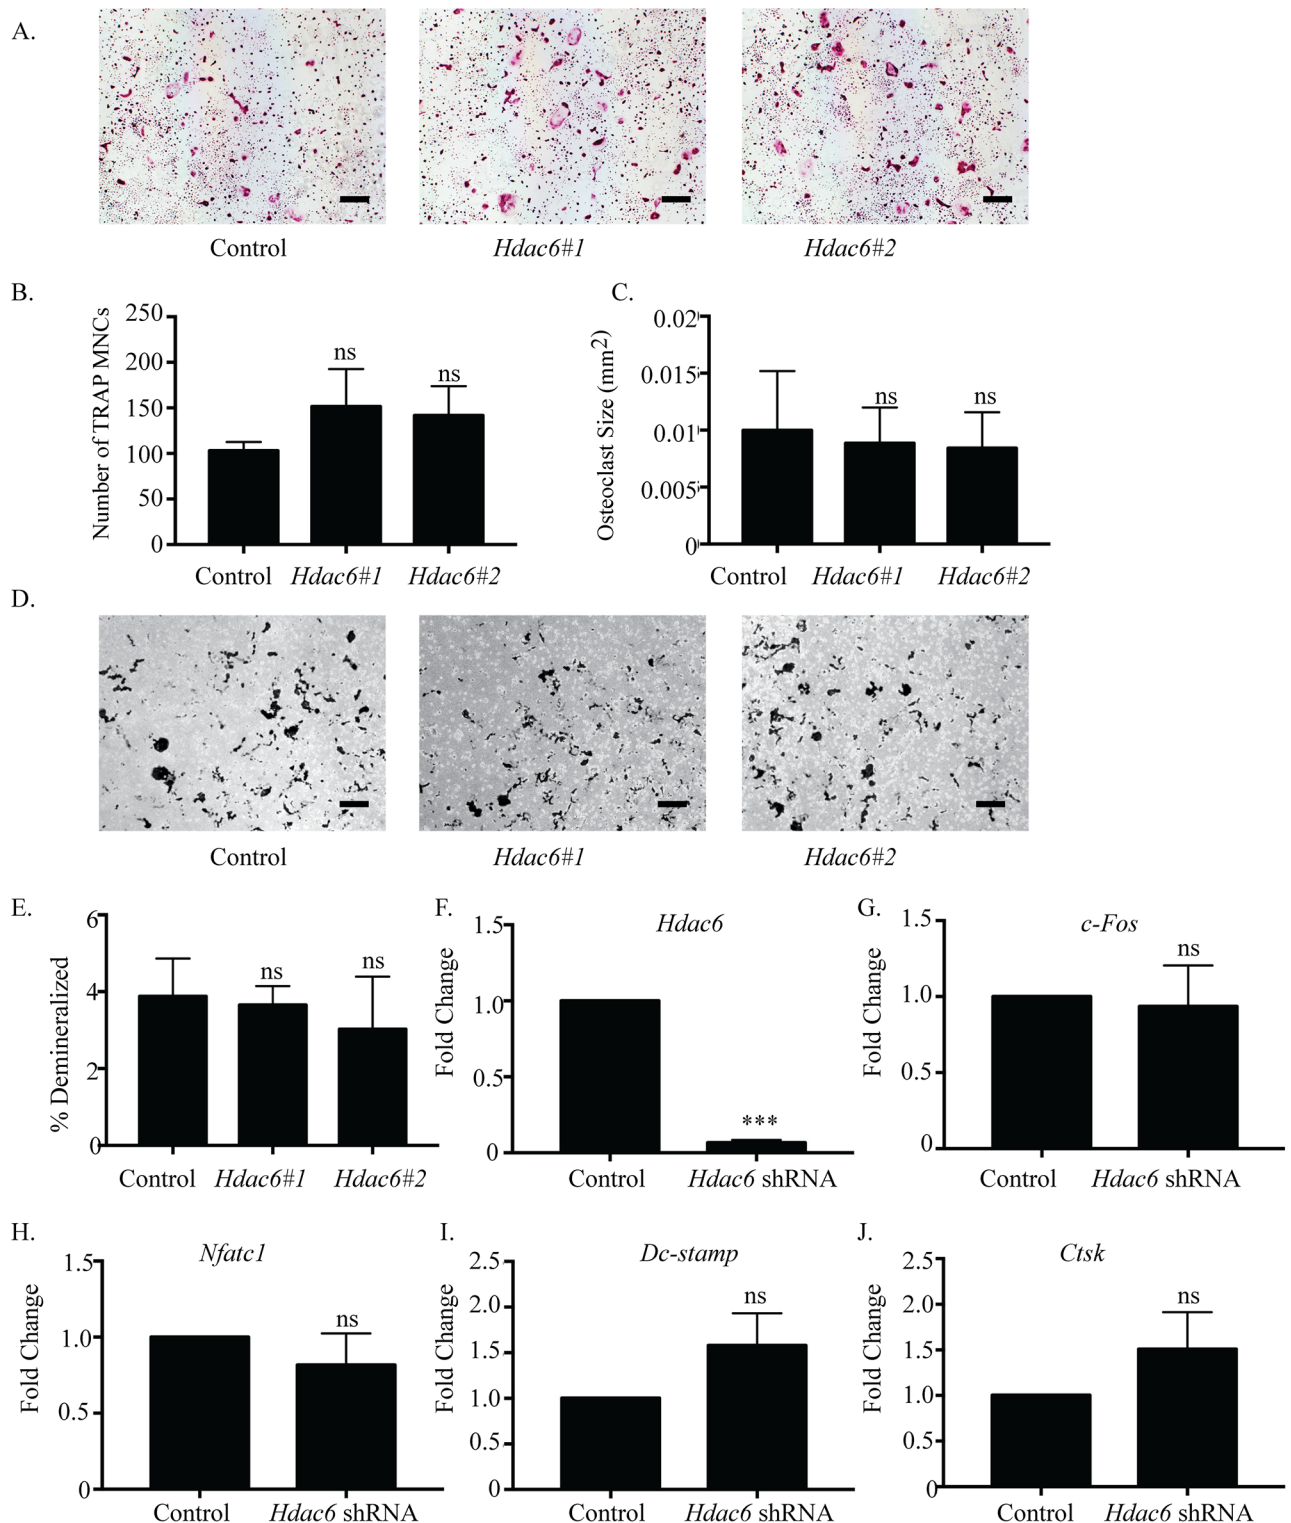 A.
Control
Hdac6#1
Hdac6#2
B.
Number of TRAP MNCs
250
200
150
100
50
0
ns
ns
Control
Hdac6#1
Hdac6#2
C.
Osteoclast Size (mm2)
0.02
0.015
0.01
0.005
0
ns
ns
Control
Hdac6#1
Hdac6#2
D.
Control
Hdac6#1
Hdac6#2
E.
% Demineralized
6
4
2
0
ns
ns
Control
Hdac6#1
Hdac6#2
F.
Hdac6
Fold Change
1.5
1.0
0.5
0
***
Control
Hdac6 shRNA
G.
c-Fos
Fold Change
1.5
1.0
0.5
0
ns
Control
Hdac6 shRNA
H.
Nfatc1
Fold Change
1.5
1.0
0.5
0
ns
Control
Hdac6 shRNA
I.
Dc-stamp
Fold Change
2.5
2.0
1.5
1.0
0.5
0
ns
Control
Hdac6 shRNA
J.
Ctsk
Fold Change
2.5
2.0
1.5
1.0
0.5
0
ns
Control
Hdac6 shRNA